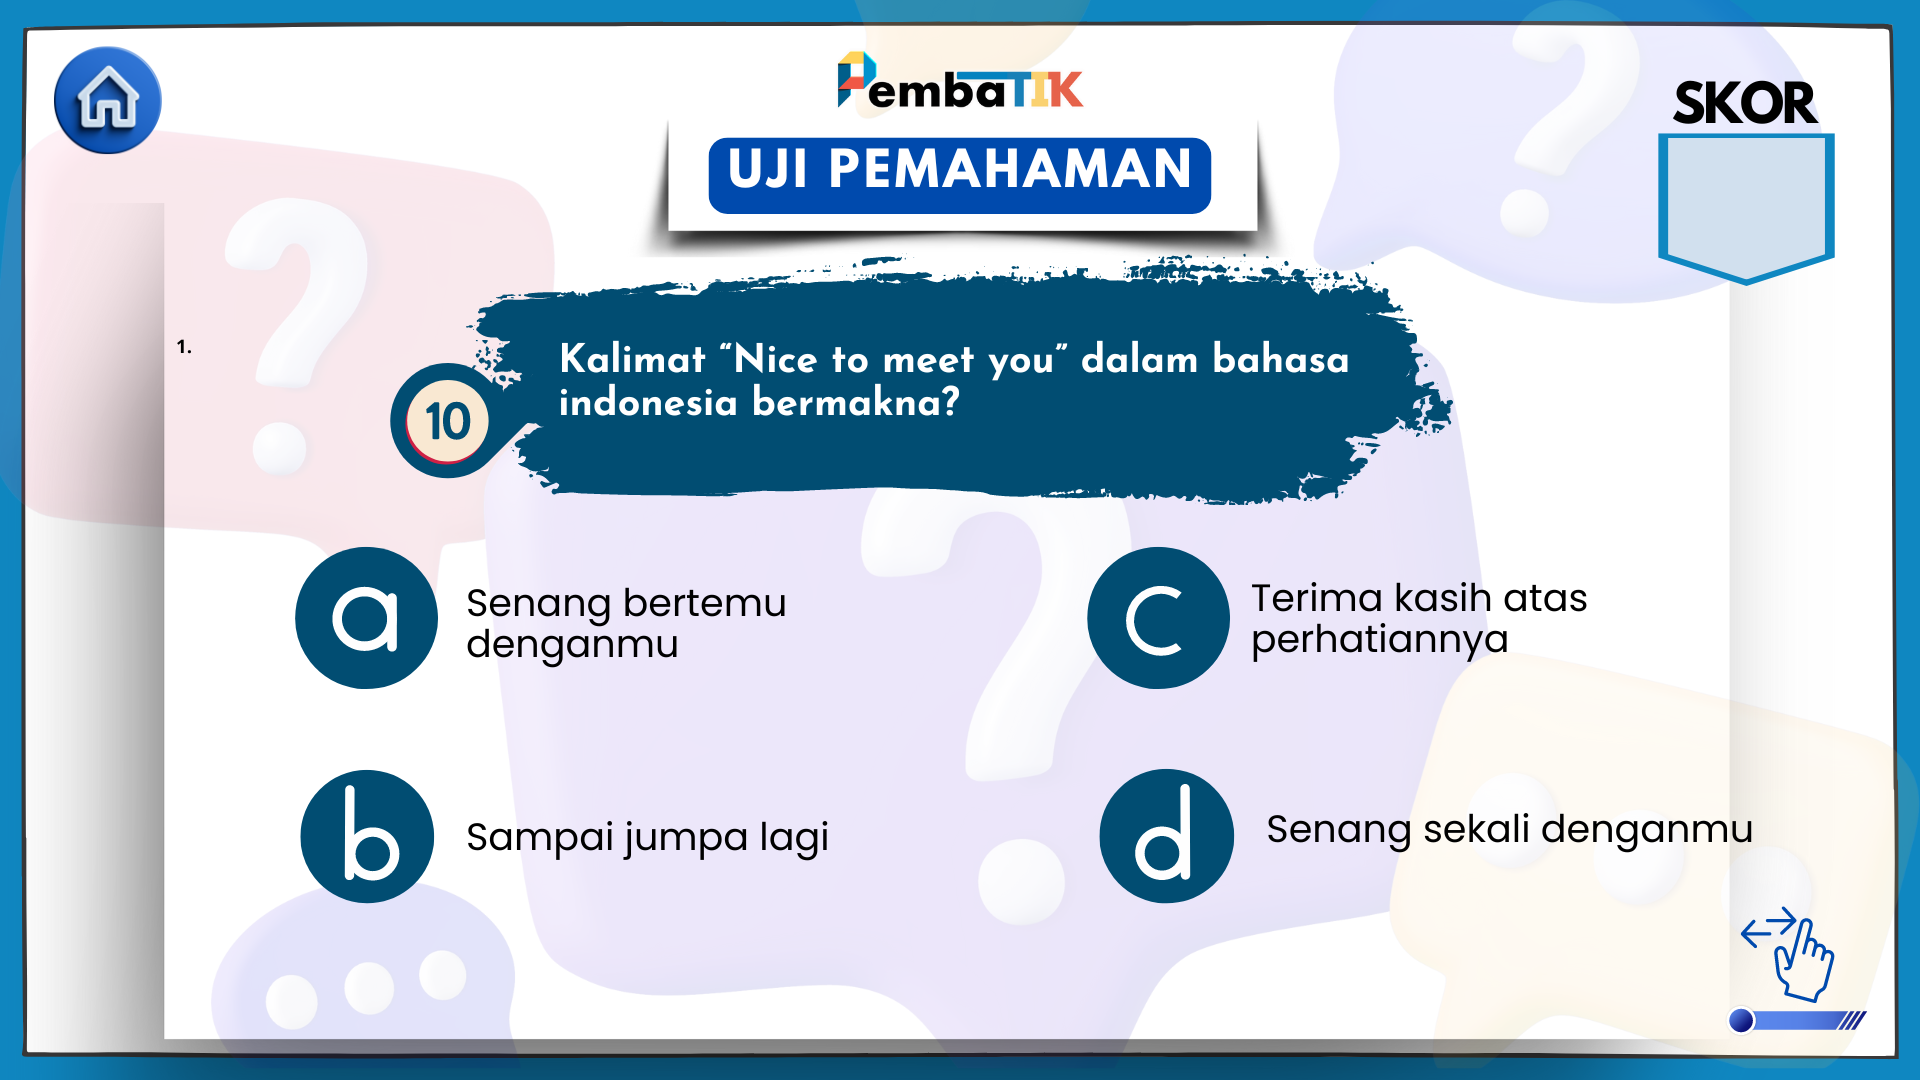 PembaTIK
SKOR
UJI PEMAHAMAN
1.
Kalimat “Nice to meet you” dalam bahasa
indonesia bermakna?
10
a
Senang bertemu
denganmu
c
Terima kasih atas
perhatiannya
b
Sampai jumpa lagi
d
Senang sekali denganmu